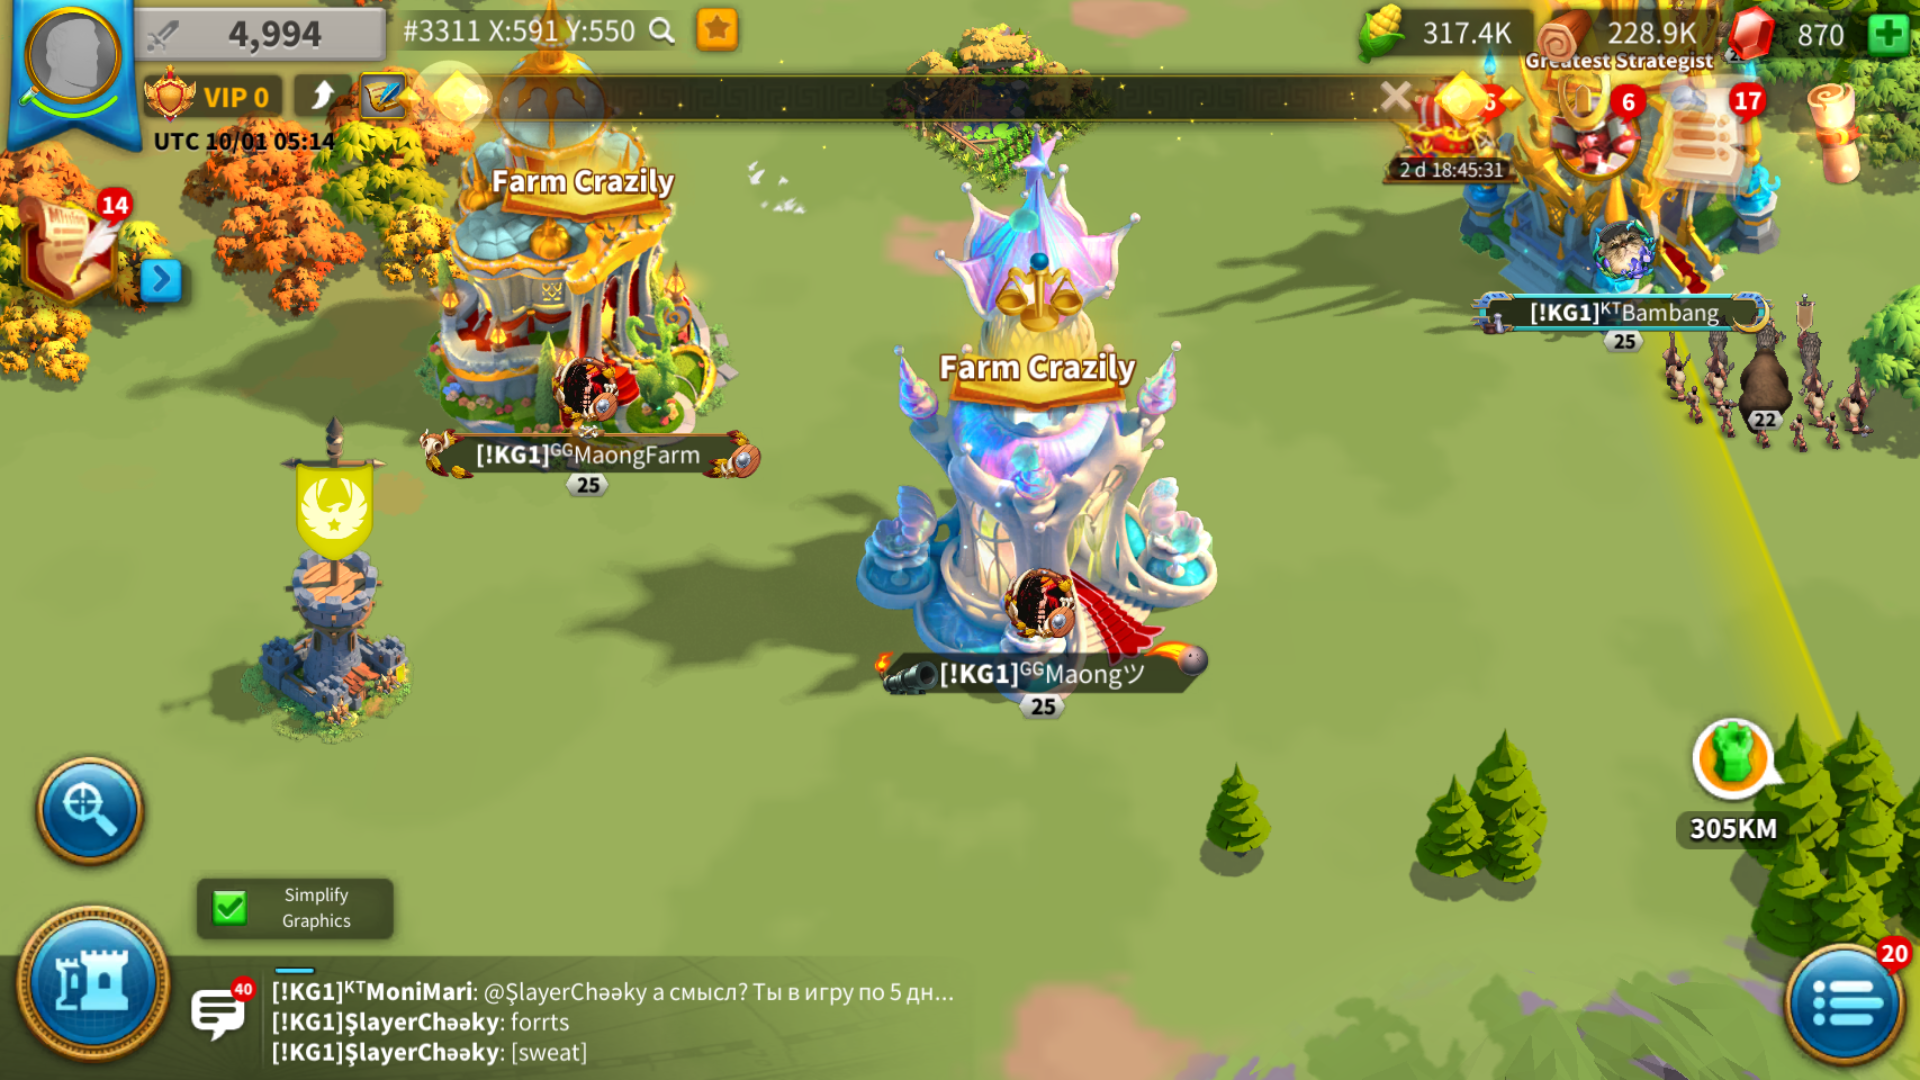 4,994
#3311 X:591 Y:550
317.4K
228.9K
870
Greatest Strategist
VIP 0
UTC 10/01 05:14
6
17
2 d 18:45:31
14
Farm Crazily
[!KG1]ᴳᴳMaongFarm
25
Farm Crazily
[!KG1]ᴳᴳMaongツ
25
[!KG1]ᴷᵀBambang
25
22
305KM
Simplify
Graphics
40
[!KG1]ᴷᵀMoniMari: @ŞlayerChəəky а смысл? Ты в игру по 5 дн...
[!KG1]ŞlayerChəəky: forrts
[!KG1]ŞlayerChəəky: [sweat]
20